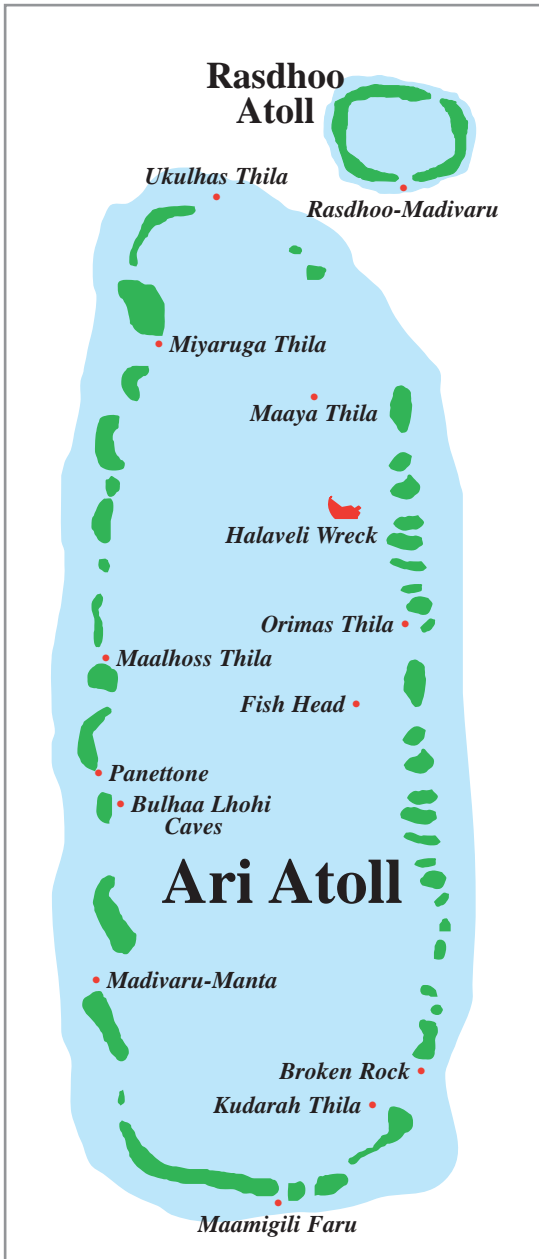 Rasdhoo
Atoll
Ukulhas Thila
Rasdhoo-Madivaru
Miyaruga Thila
Maaya Thila
Halaveli Wreck
Orimas Thila
Maalhoss Thila
Fish Head
Panettone
Bulhaa Lhohi
Caves
Ari Atoll
Madivaru-Manta
Broken Rock
Kudarah Thila
Maamigili Faru